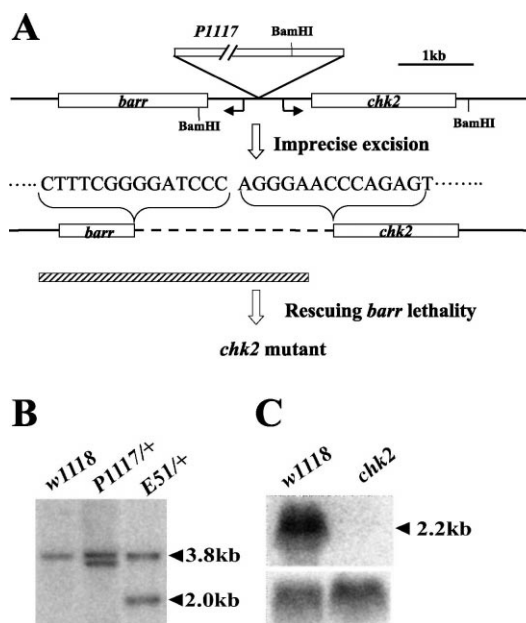 A
P1117
BamHI
1kb
barr
chk2
BamHI
BamHI
Imprecise excision
.....CTTTCGGGGATCCC AGGGAACCCAGAGT.......
barr
chk2
Rescuing barr lethality
chk2 mutant
B
w1118
P1117/+
E51/+
3.8kb
2.0kb
C
w1118
chk2
2.2kb